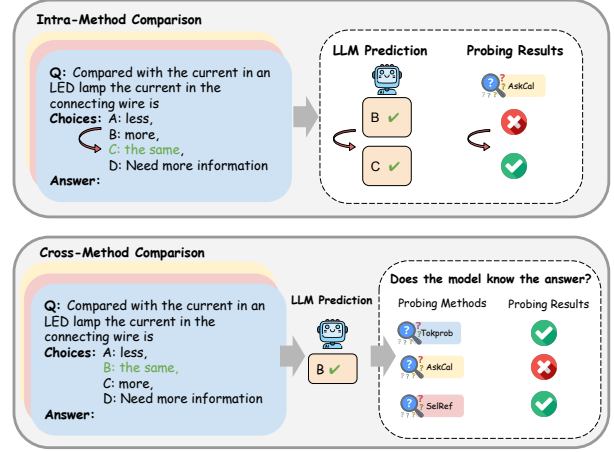 Intra-Method Comparison
Q: Compared with the current in an
LED lamp the current in the
connecting wire is
Choices: A: less,
B: more,
C: the same,
D: Need more information
Answer:
LLM Prediction
B ✓
C ✓
Probing Results
AskCal
Cross-Method Comparison
Q: Compared with the current in an
LED lamp the current in the
connecting wire is
Choices: A: less,
B: the same,
C: more,
D: Need more information
Answer:
LLM Prediction
B ✓
Does the model know the answer?
Probing Methods Probing Results
Tokprob
AskCal
SelRef